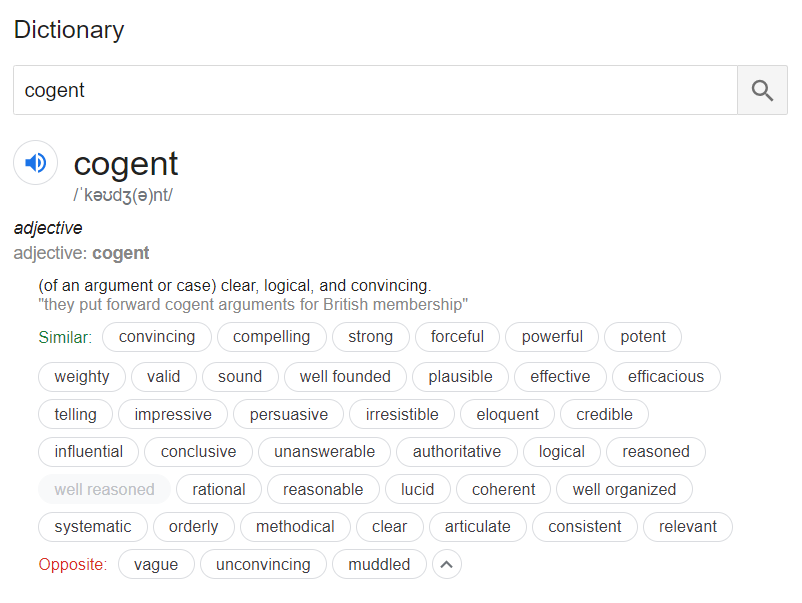 Dictionary
cogent
cogent
/ˈkəʊdʒ(ə)nt/
adjective
adjective: cogent
(of an argument or case) clear, logical, and convincing.
"they put forward cogent arguments for British membership"
Similar: convincing compelling strong forceful powerful potent
weighty valid sound well founded plausible effective efficacious
telling impressive persuasive irresistible eloquent credible
influential conclusive unanswerable authoritative logical reasoned
well reasoned rational reasonable lucid coherent well organized
systematic orderly methodical clear articulate consistent relevant
Opposite: vague unconvincing muddled